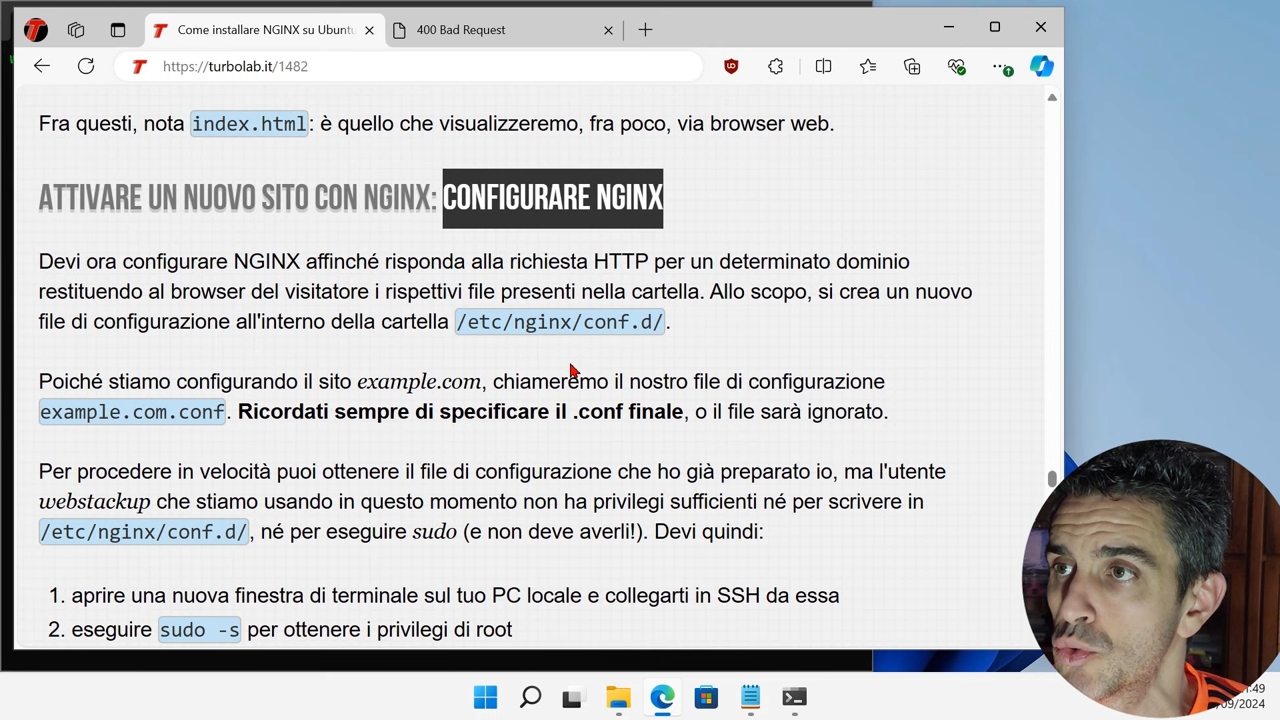 Come installare NGINX su Ubuntu
400 Bad Request
https://turbolab.it/1482
Fra questi, nota index.html: è quello che visualizzeremo, fra poco, via browser web.
ATTIVARE UN NUOVO SITO CON NGINX: CONFIGURARE NGINX
Devi ora configurare NGINX affinché risponda alla richiesta HTTP per un determinato dominio
restituendo al browser del visitatore i rispettivi file presenti nella cartella. Allo scopo, si crea un nuovo
file di configurazione all'interno della cartella /etc/nginx/conf.d/.
Poiché stiamo configurando il sito example.com, chiameremo il nostro file di configurazione
example.com.conf. Ricordati sempre di specificare il .conf finale, o il file sarà ignorato.
Per procedere in velocità puoi ottenere il file di configurazione che ho già preparato io, ma l'utente
webstackup che stiamo usando in questo momento non ha privilegi sufficienti né per scrivere in
/etc/nginx/conf.d/, né per eseguire sudo (e non deve averli!). Devi quindi:
1. aprire una nuova finestra di terminale sul tuo PC locale e collegarti in SSH da essa
2. eseguire sudo -s per ottenere i privilegi di root
:49
/09/2024